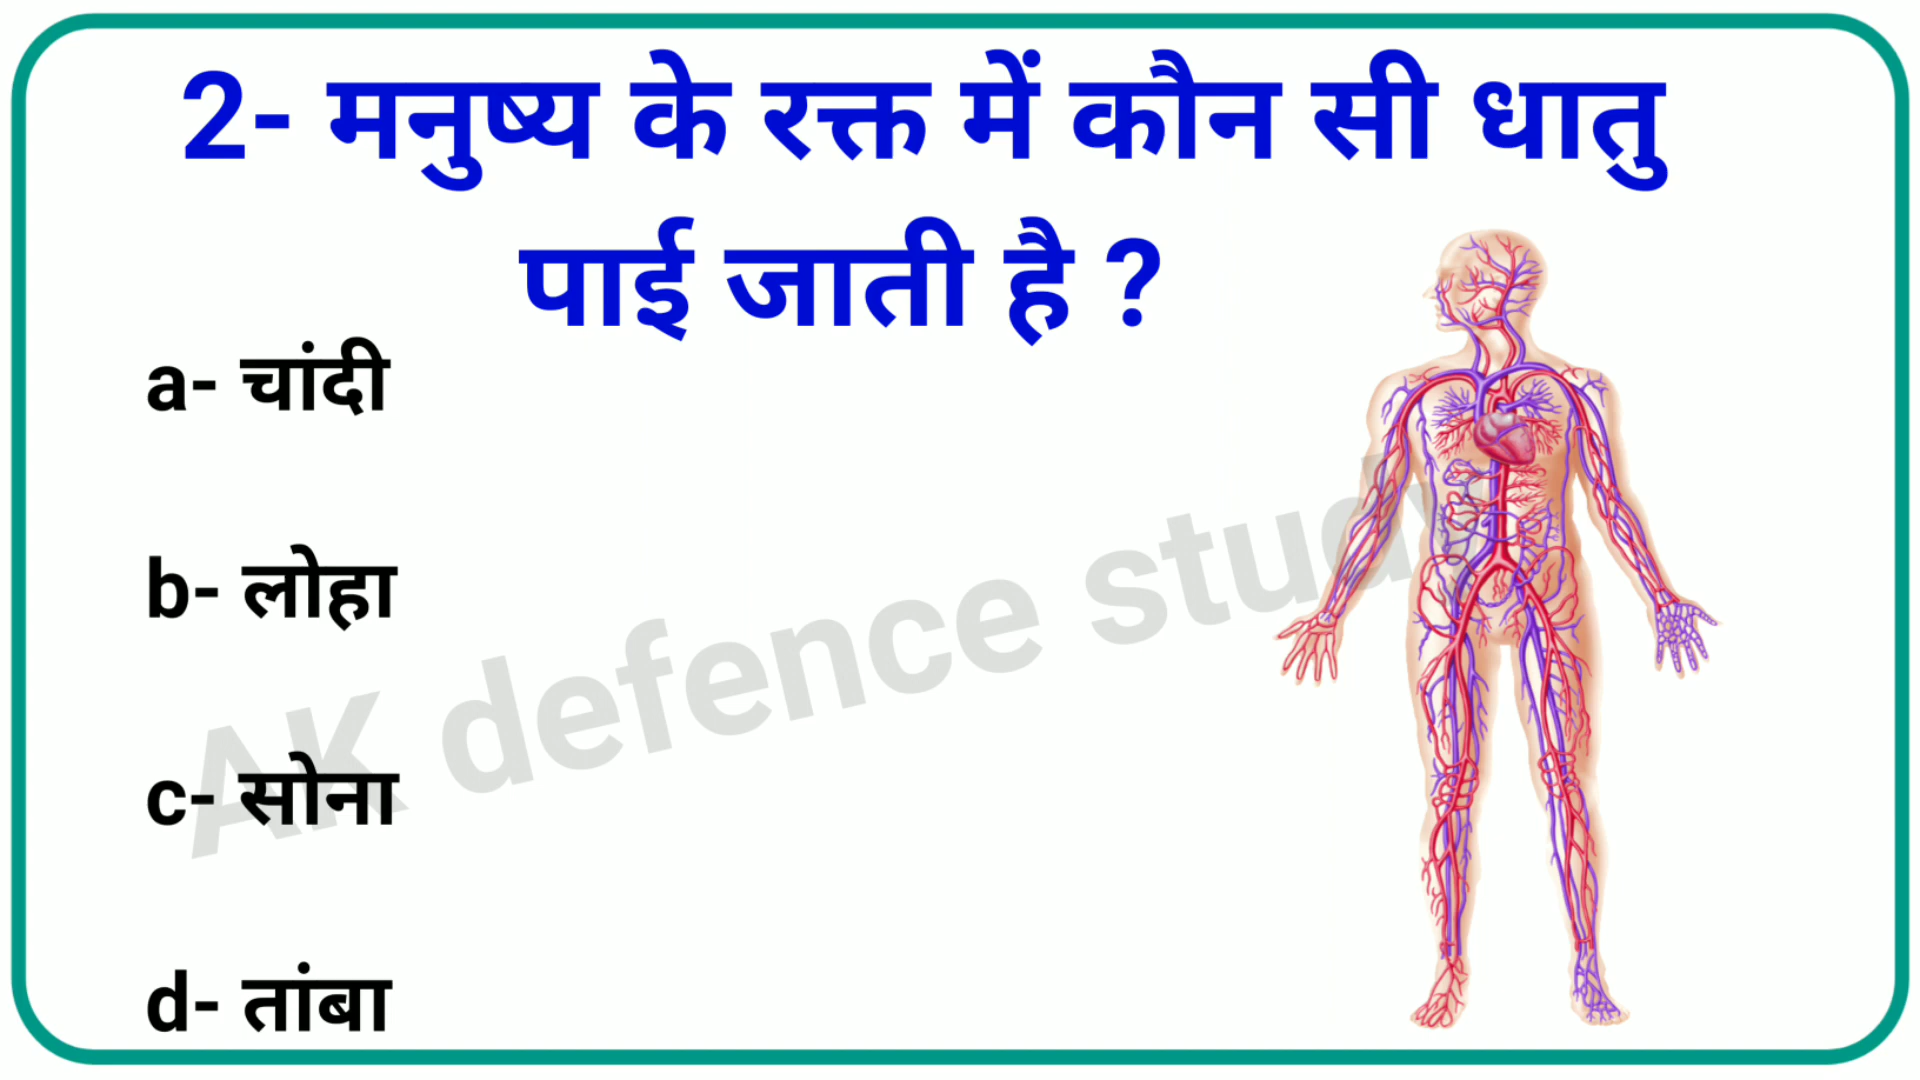 2- मनुष्य के रक्त में कौन सी धातु
पाई जाती है ?
a- चांदी
b- लोहा
c- सोना
d- तांबा
AK defence study